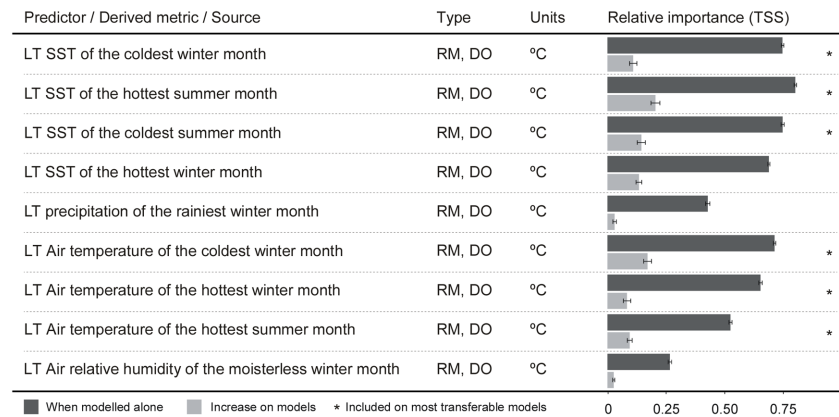 Predictor / Derived metric / Source Type Units Relative importance (TSS)
LT SST of the coldest winter month RM, DO ºC *
LT SST of the hottest summer month RM, DO ºC *
LT SST of the coldest summer month RM, DO ºC *
LT SST of the hottest winter month RM, DO ºC
LT precipitation of the rainiest winter month RM, DO ºC
LT Air temperature of the coldest winter month RM, DO ºC *
LT Air temperature of the hottest winter month RM, DO ºC *
LT Air temperature of the hottest summer month RM, DO ºC *
LT Air relative humidity of the moisterless winter month RM, DO ºC
When modelled alone Increase on models * Included on most transferable models 0 0.25 0.50 0.75